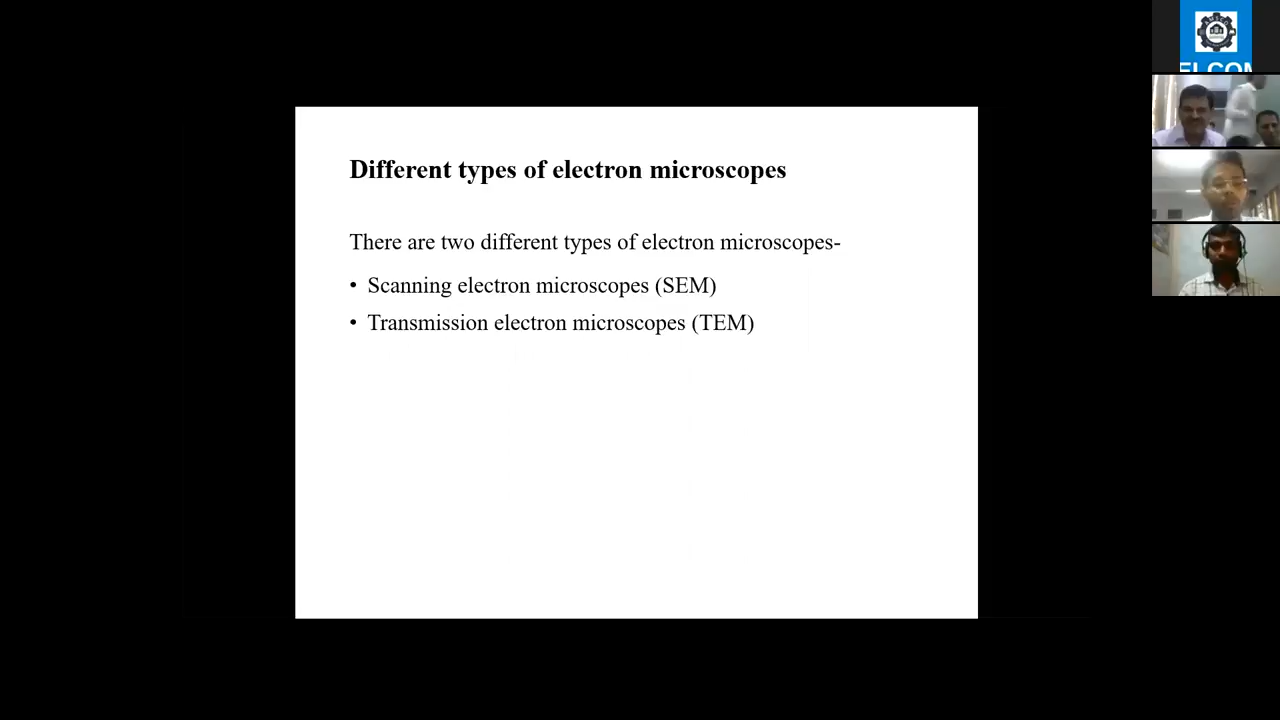 Different types of electron microscopes
There are two different types of electron microscopes-
• Scanning electron microscopes (SEM)
• Transmission electron microscopes (TEM)